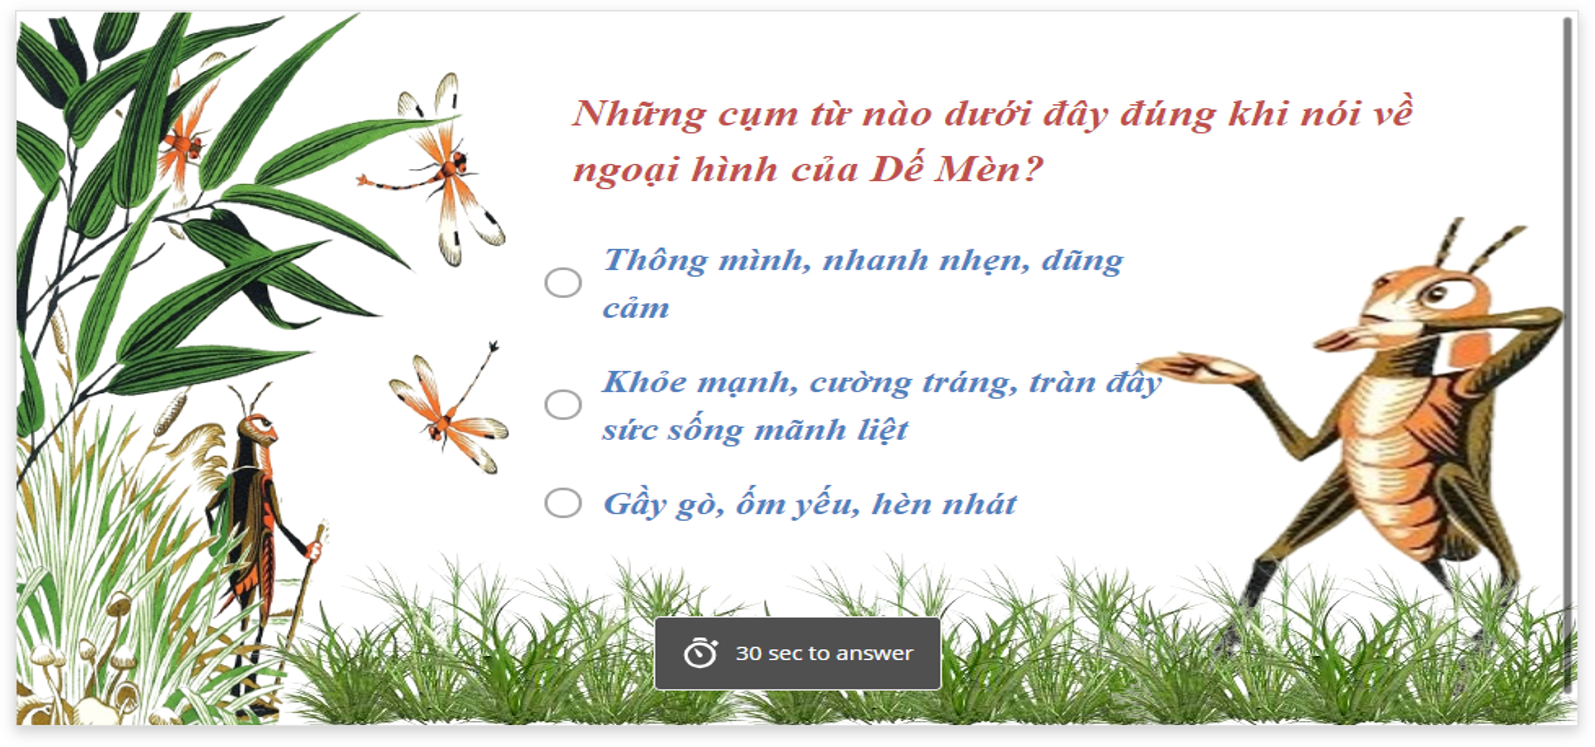 Những cụm từ nào dưới đây đúng khi nói về
ngoại hình của Dế Mèn?
Thông mình, nhanh nhẹn, dũng
cảm
Khỏe mạnh, cường tráng, tràn đầy
sức sống mãnh liệt
Gầy gò, ốm yếu, hèn nhát
30 sec to answer